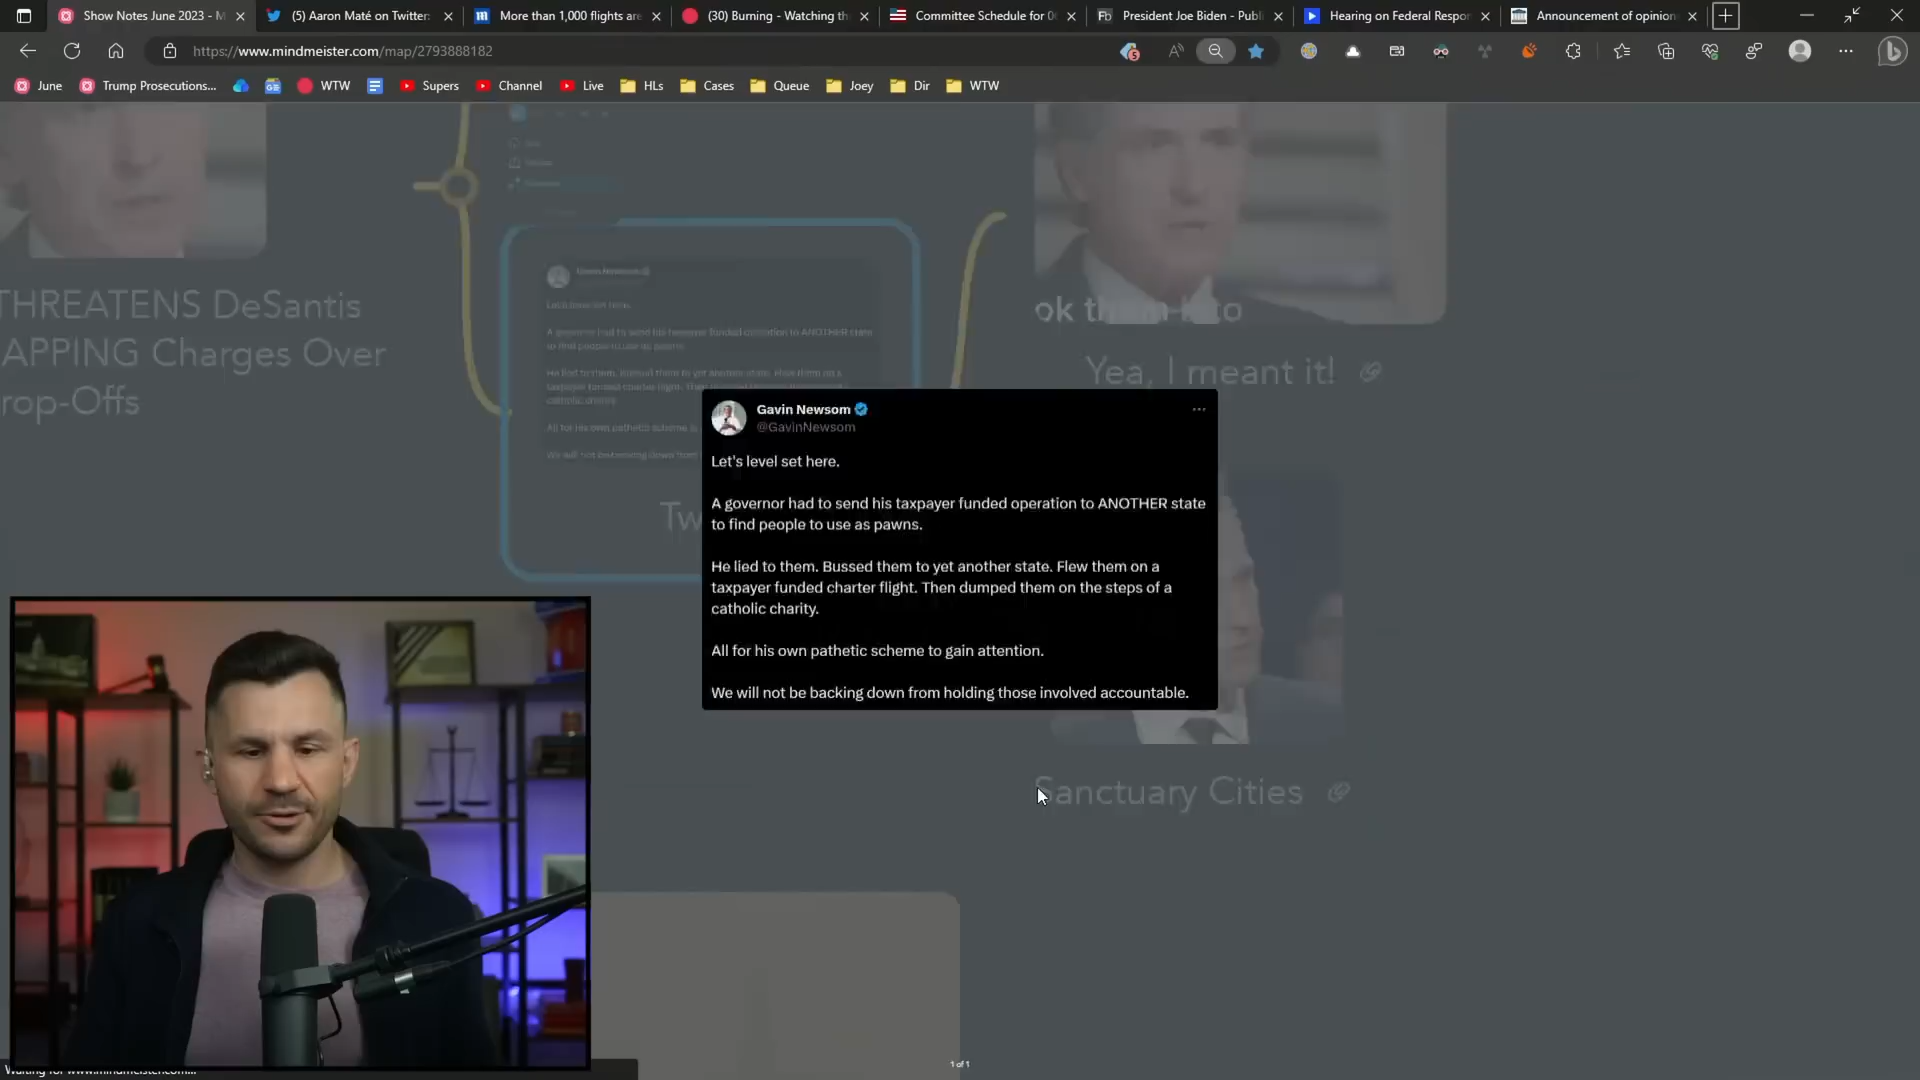 Show Notes June 2023 - M
(5) Aaron Maté on Twitter:
More than 1,000 flights are
(30) Burning - Watching th
Committee Schedule for 0
President Joe Biden - Publ
Hearing on Federal Respo
Announcement of opinion
https://www.mindmeister.com/map/2793888182
June
Trump Prosecutions...
WTW
Supers
Channel
Live
HLs
Cases
Queue
Joey
Dir
WTW
THREATENS DeSantis
APPING Charges Over
rop-Offs
Yea, I meant it!
Gavin Newsom
@GavinNewsom
Let's level set here.
A governor had to send his taxpayer funded operation to ANOTHER state
to find people to use as pawns.
He lied to them. Bussed them to yet another state. Flew them on a
taxpayer funded charter flight. Then dumped them on the steps of a
catholic charity.
All for his own pathetic scheme to gain attention.
We will not be backing down from holding those involved accountable.
Tw
Sanctuary Cities
1 of 1
Waiting for www.mindmeister.com...